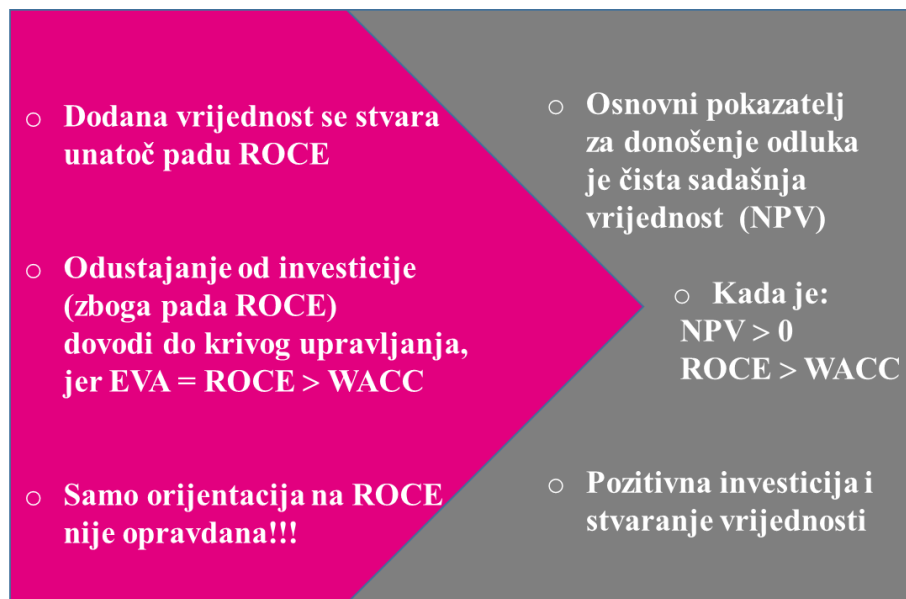 ○ Dodana vrijednost se stvara
unatoč padu ROCE
○ Odustajanje od investicije
(zboga pada ROCE)
dovodi do krivog upravljanja,
jer EVA = ROCE > WACC
○ Samo orijentacija na ROCE
nije opravdana!!!
○ Osnovni pokazatelj
za donošenje odluka
je čista sadašnja
vrijednost (NPV)
○ Kada je:
NPV > 0
ROCE > WACC
○ Pozitivna investicija i
stvaranje vrijednosti